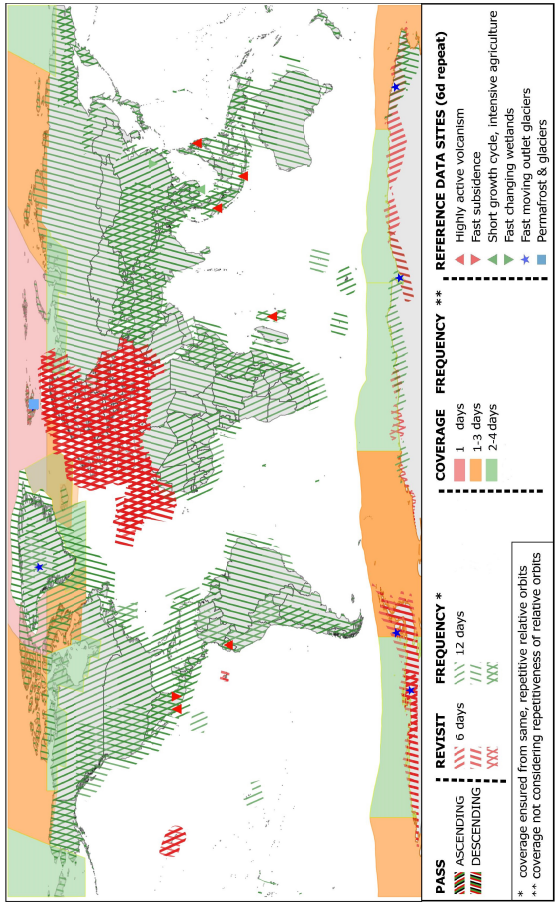 PASS
ASCENDING
DESCENDING
REVISIT FREQUENCY *
6 days
12 days
COVERAGE FREQUENCY **
1 days
1-3 days
2-4 days
REFERENCE DATA SITES (6d repeat)
Highly active volcanism
Fast subsidence
Short growth cycle, intensive agriculture
Fast changing wetlands
Fast moving outlet glaciers
Permafrost & glaciers
* coverage ensured from same, repetitive relative orbits
** coverage not considering repetitiveness of relative orbits